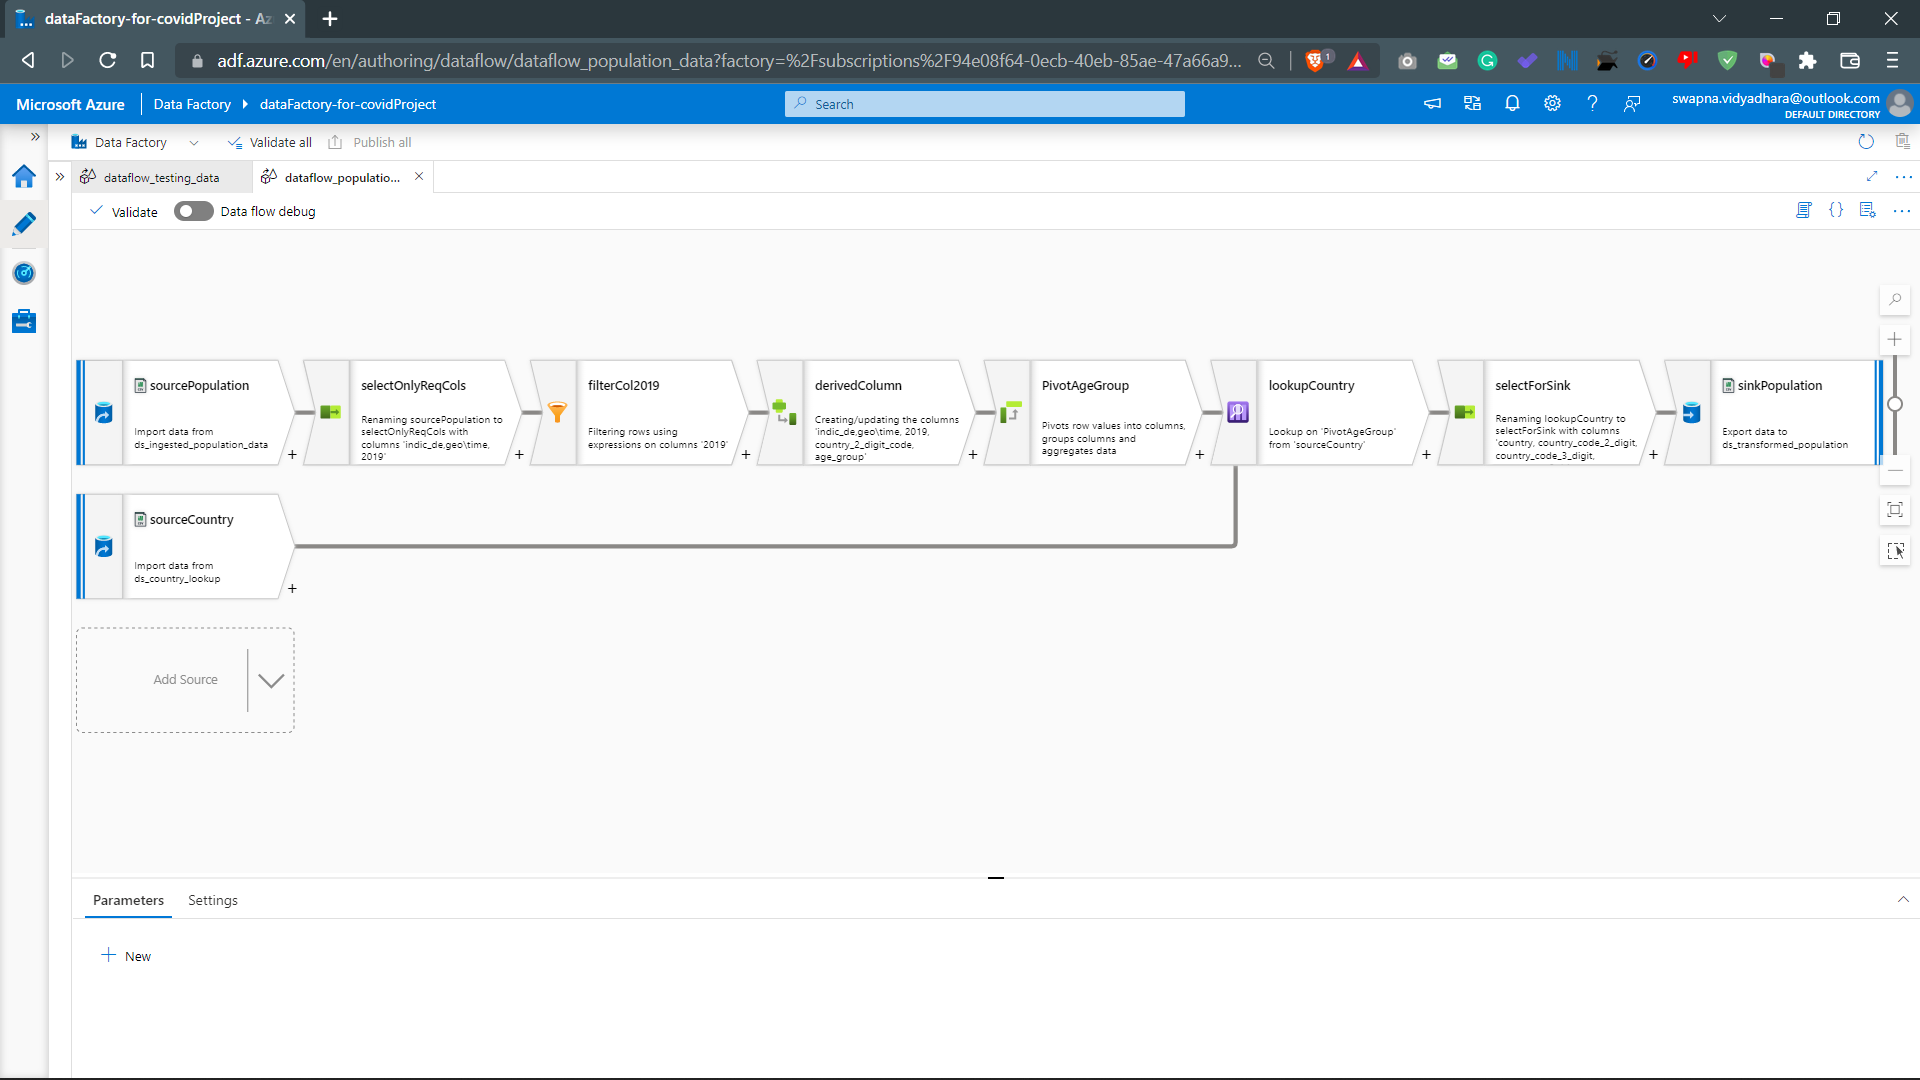 dataFactory-for-covidProject - Az
adf.azure.com/en/authoring/dataflow/dataflow_population_data?factory=%2Fsubscriptions%2F94e08f64-0ecb-40eb-85ae-47a66a9...
1
Microsoft Azure
Data Factory
dataFactory-for-covidProject
Search
swapna.vidyadhara@outlook.com
DEFAULT DIRECTORY
Data Factory
Validate all
Publish all
dataflow_testing_data
dataflow_populatio...
Validate
Data flow debug
sourcePopulation
Import data from
ds_ingested_population_data
selectOnlyReqCols
Renaming sourcePopulation to
selectOnlyReqCols with
columns 'indic_de,geo\time,
2019'
filterCol2019
Filtering rows using
expressions on columns '2019'
derivedColumn
Creating/updating the columns
'indic_de,geo\time, 2019,
country_2_digit_code,
age_group'
PivotAgeGroup
Pivots row values into columns,
groups columns and
aggregates data
lookupCountry
Lookup on 'PivotAgeGroup'
from 'sourceCountry'
selectForSink
Renaming lookupCountry to
selectForSink with columns
'country, country_code_2_digit,
country_code_3_digit,
sinkPopulation
Export data to
ds_transformed_population
sourceCountry
Import data from
ds_country_lookup
Add Source
Parameters
Settings
New